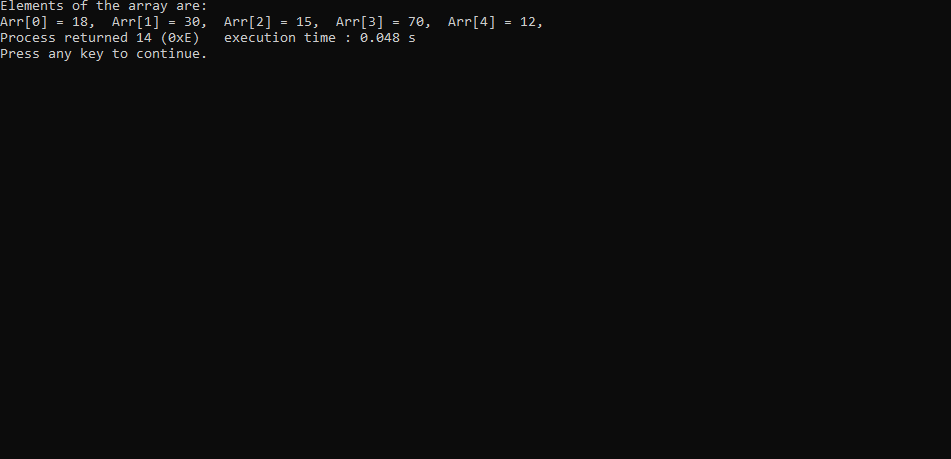 Elements of the array are:
Arr[0] = 18,  Arr[1] = 30,  Arr[2] = 15,  Arr[3] = 70,  Arr[4] = 12,
Process returned 14 (0xE)   execution time : 0.048 s
Press any key to continue.